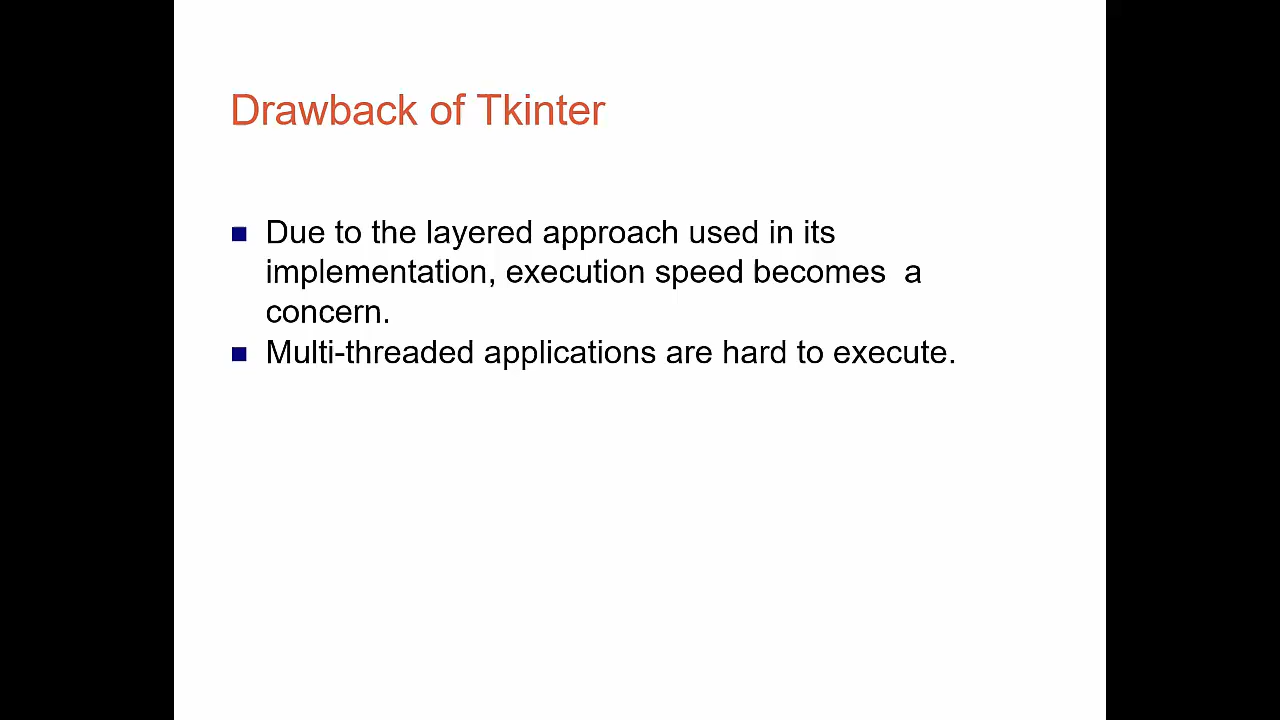 Drawback of Tkinter
Due to the layered approach used in its
implementation, execution speed becomes  a
concern.
Multi-threaded applications are hard to execute.